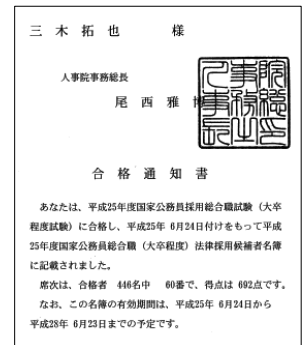 三木拓也 様
人事院事務総長
尾西雅博
合格通知書
あなたは、平成25年度国家公務員採用総合職試験（大卒
程度試験）に合格し、平成25年 6月24日付けをもって平成
25年度国家公務員総合職（大卒程度）法律採用候補者名簿
に記載されました。
席次は、合格者 446名中 60番で、得点は 692点です。
なお、この名簿の有効期間は、平成25年 6月24日から
平成28年 6月23日までの予定です。